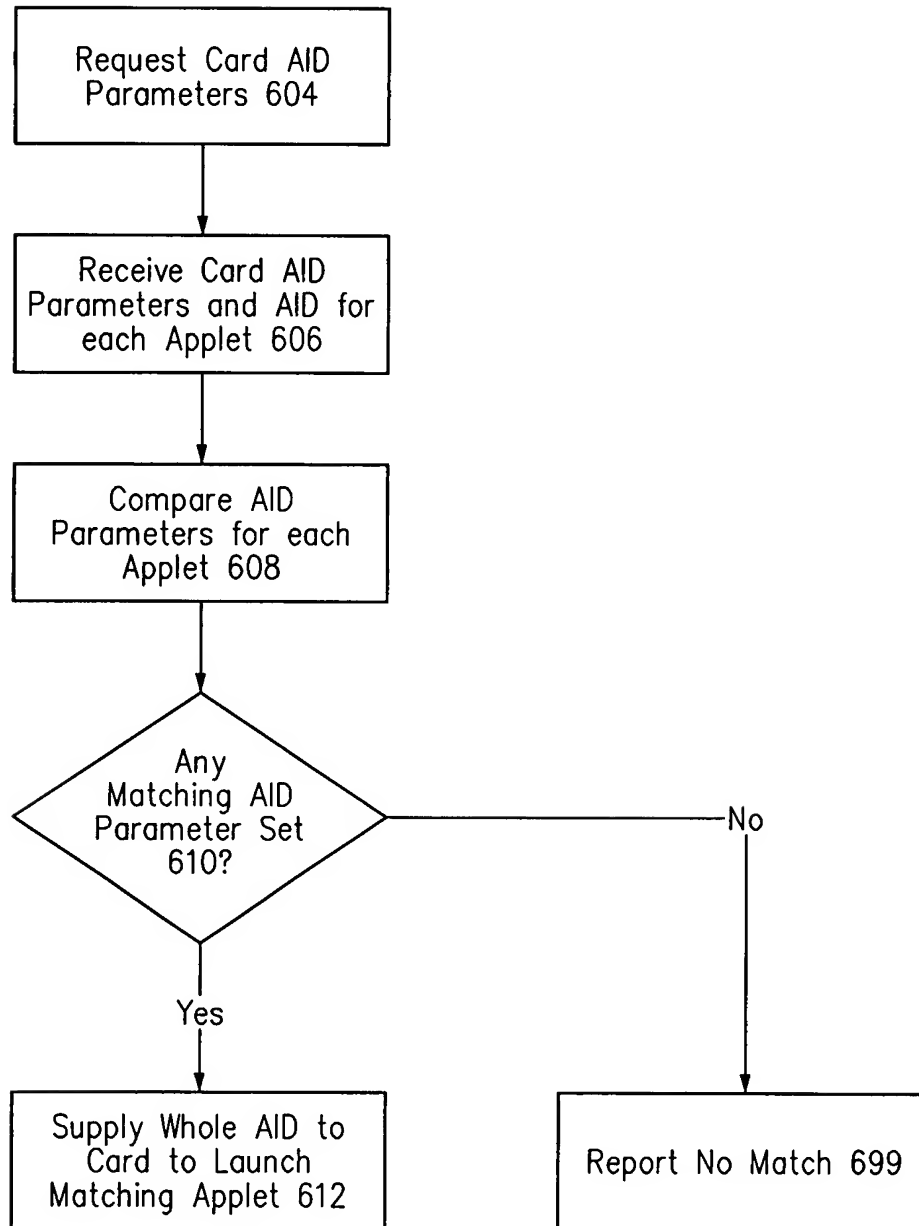 Request Card AID
Parameters 604
Receive Card AID
Parameters and AID for
each Applet 606
Compare AID
Parameters for each
Applet 608
Any
Matching AID
Parameter Set
610?
No
Yes
Supply Whole AID to
Card to Launch
Matching Applet 612
Report No Match 699